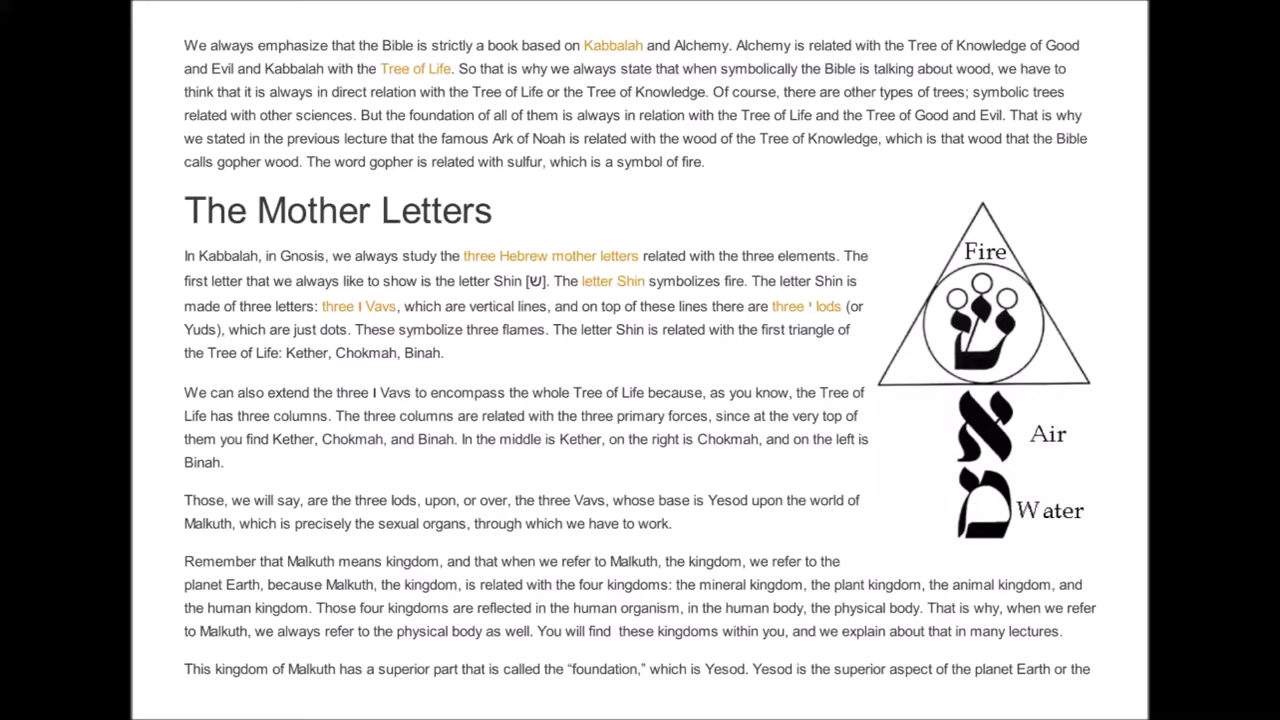 We always emphasize that the Bible is strictly a book based on Kabbalah and Alchemy. Alchemy is related with the Tree of Knowledge of Good
and Evil and Kabbalah with the Tree of Life. So that is why we always state that when symbolically the Bible is talking about wood, we have to
think that it is always in direct relation with the Tree of Life or the Tree of Knowledge. Of course, there are other types of trees; symbolic trees
related with other sciences. But the foundation of all of them is always in relation with the Tree of Life and the Tree of Good and Evil. That is why
we stated in the previous lecture that the famous Ark of Noah is related with the wood of the Tree of Knowledge, which is that wood that the Bible
calls gopher wood. The word gopher is related with sulfur, which is a symbol of fire.
The Mother Letters
In Kabbalah, in Gnosis, we always study the three Hebrew mother letters related with the three elements. The
first letter that we always like to show is the letter Shin [ש]. The letter Shin symbolizes fire. The letter Shin is
made of three letters: three ו Vavs, which are vertical lines, and on top of these lines there are three י Iods (or
Yuds), which are just dots. These symbolize three flames. The letter Shin is related with the first triangle of
the Tree of Life: Kether, Chokmah, Binah.
We can also extend the three ו Vavs to encompass the whole Tree of Life because, as you know, the Tree of
Life has three columns. The three columns are related with the three primary forces, since at the very top of
them you find Kether, Chokmah, and Binah. In the middle is Kether, on the right is Chokmah, and on the left is
Binah.
Those, we will say, are the three Iods, upon, or over, the three Vavs, whose base is Yesod upon the world of
Malkuth, which is precisely the sexual organs, through which we have to work.
Remember that Malkuth means kingdom, and that when we refer to Malkuth, the kingdom, we refer to the
planet Earth, because Malkuth, the kingdom, is related with the four kingdoms: the mineral kingdom, the plant kingdom, the animal kingdom, and
the human kingdom. Those four kingdoms are reflected in the human organism, in the human body, the physical body. That is why, when we refer
to Malkuth, we always refer to the physical body as well. You will find these kingdoms within you, and we explain about that in many lectures.
This kingdom of Malkuth has a superior part that is called the “foundation,” which is Yesod. Yesod is the superior aspect of the planet Earth or the
Fire
ש
א Air
מ Water